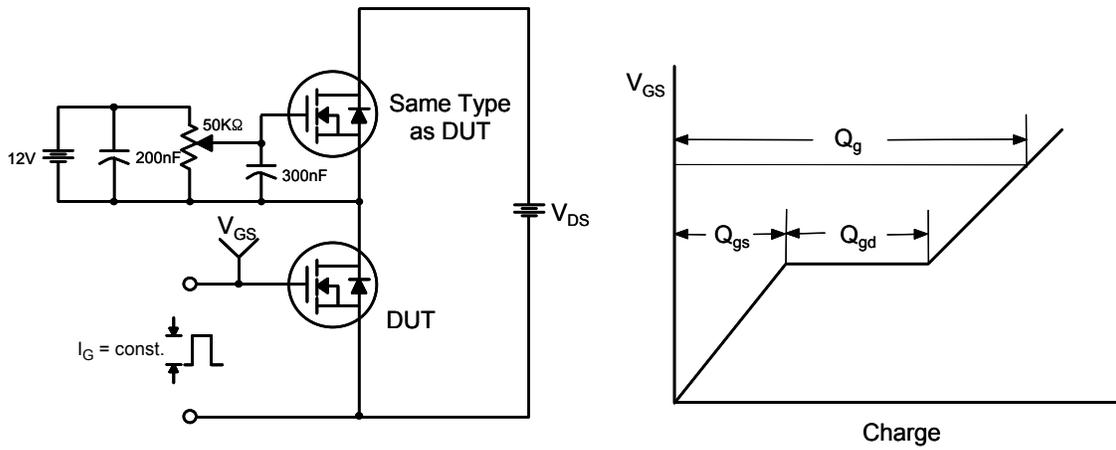 Same Type
as DUT
50KΩ
12V
200nF
300nF
V_GS
V_DS
DUT
I_G = const.
V_GS
Q_g
Q_gs
Q_gd
Charge